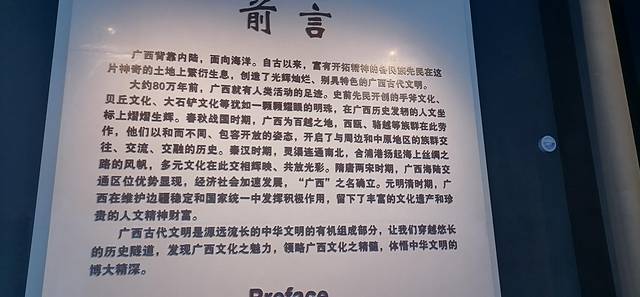 前言
广西背靠内陆，面向海洋。自古以来，富有开拓精神的各民族先民在这
片神奇的土地上繁衍生息，创造了光辉灿烂、别具特色的广西古代文明。
大约80万年前，广西就有人类活动的足迹。史前先民开创的手斧文化、
贝丘文化、大石铲文化等犹如一颗颗耀眼的明珠，在广西历史发轫的人文坐
标上熠熠生辉。春秋战国时期，广西为百越之地，西瓯、骆越等族群在此劳
作，他们以和而不同、包容开放的姿态，开启了与周边和中原地区的族群交
往、交流、交融的历史。秦汉时期，灵渠连通南北，合浦港扬起海上丝绸之
路的风帆，多元文化在此交相辉映、共放光彩。隋唐两宋时期，广西海陆交
通区位优势显现，经济社会加速发展，“广西”之名确立。元明清时期，广
西在维护边疆稳定和国家统一中发挥积极作用，留下了丰富的文化遗产和珍
贵的人文精神财富。
广西古代文明是源远流长的中华文明的有机组成部分，让我们穿越悠长
的历史隧道，发现广西文化之魅力，领略广西文化之精髓，体悟中华文明的
博大精深。
Preface